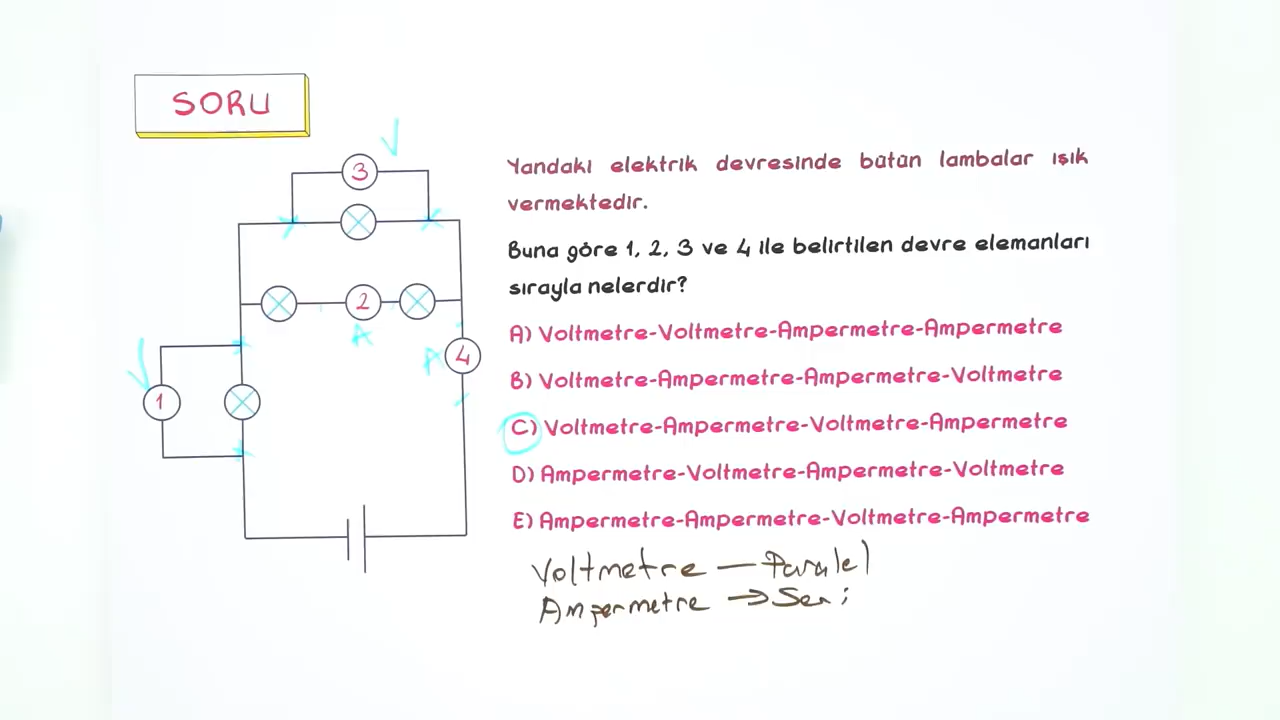 SORU
V
3
Yandaki elektrik devresinde bütün lambalar ışık
vermektedir.
Buna göre 1, 2, 3 ve 4 ile belirtilen devre elemanları
sırayla nelerdir?
2
A
A
4
V
1
A) Voltmetre-Voltmetre-Ampermetre-Ampermetre
B) Voltmetre-Ampermetre-Ampermetre-Voltmetre
C) Voltmetre-Ampermetre-Voltmetre-Ampermetre
D) Ampermetre-Voltmetre-Ampermetre-Voltmetre
E) Ampermetre-Ampermetre-Voltmetre-Ampermetre
Voltmetre — Paralel
Ampermetre → Seri